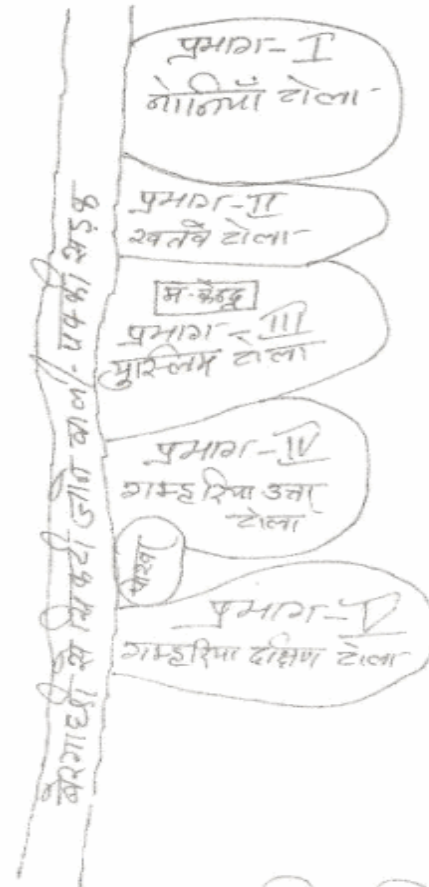 प्रभाग-I
नोनियाँ टोला
प्रभाग-II
खतवे टोला
म. केन्द्र
प्रभाग-III
मुस्लिम टोला
प्रभाग-IV
गम्हरिया उत्तर
टोला
पोखरा
प्रभाग-V
गम्हरिया दक्षिण टोला
से सिकटी जाने वाली पक्की सड़क